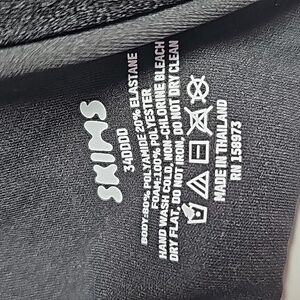 SKIMS
340000
BODY:80% POLYAMIDE 20% ELASTANE
FOAM:100% POLYESTER
HAND WASH COLD, NON-CHLORINE BLEACH
DRY FLAT, DO NOT IRON, DO NOT DRY CLEAN
MADE IN THAILAND
RN 158973